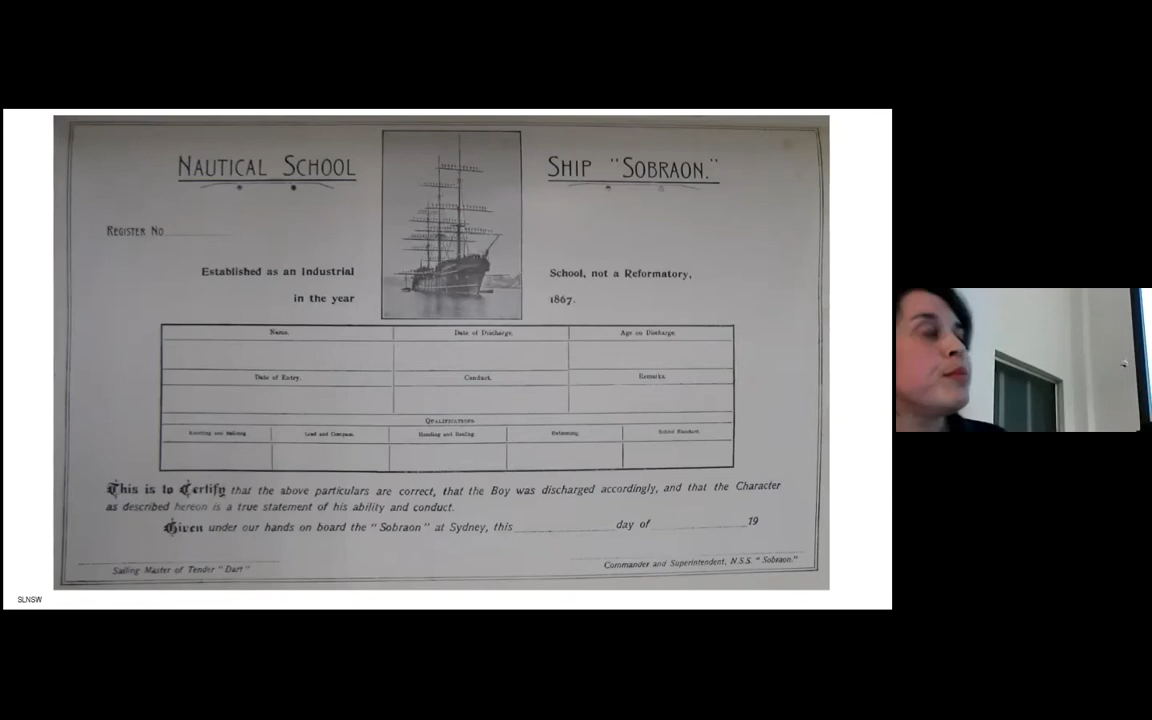 NAUTICAL SCHOOL SHIP "SOBRAON."
REGISTER No
Established as an Industrial School, not a Reformatory,
in the year 1867.
Name. Date of Discharge. Age on Discharge.
Date of Entry. Conduct. Remarks.
QUALIFICATIONS
Knotting and Lead and Compass. Handing and Reefing School Standard.
This is to Certify that the above particulars are correct, that the Boy was discharged accordingly, and that the Character
as described hereon is a true statement of his ability and conduct.
Given under our hands on board the "Sobraon" at Sydney, this day of 19
Sailing Master of Tender "Dart" Commander and Superintendent, N.S.S. "Sobraon."
SLNSW